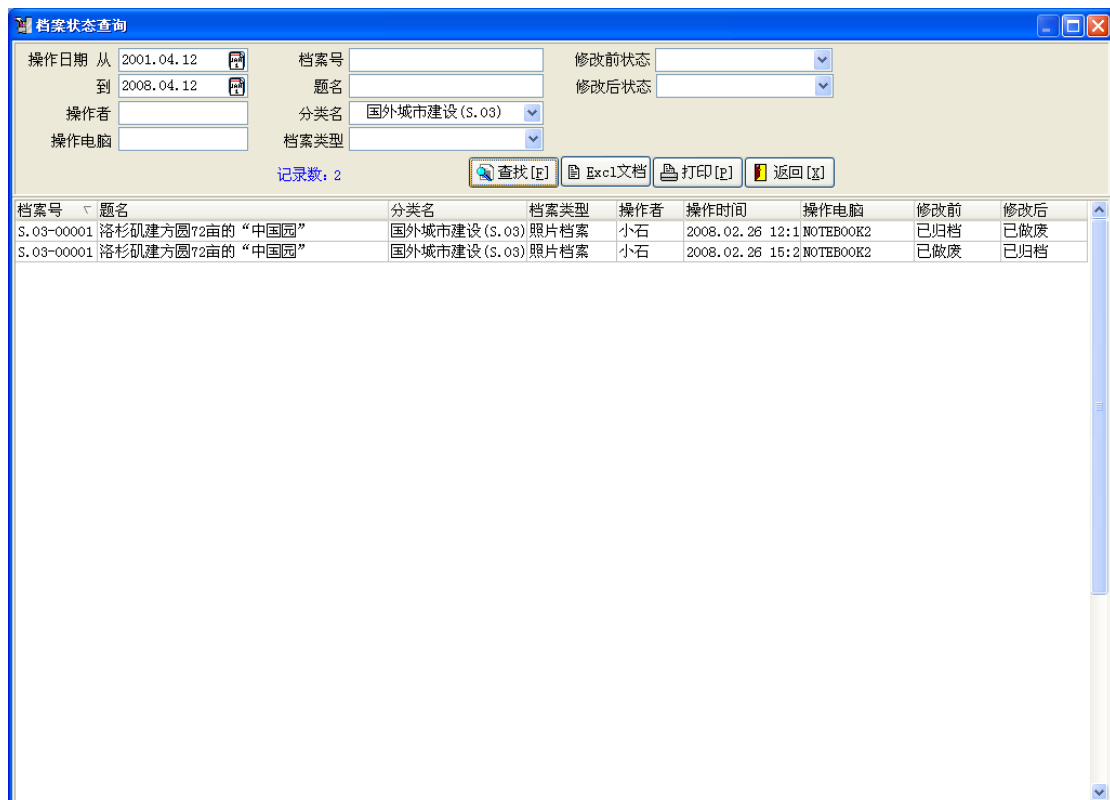 档案状态查询
操作日期 从 2001.04.12 档案号 修改前状态
到 2008.04.12 题名 修改后状态
操作者 分类名 国外城市建设(S.03)
操作电脑 档案类型
记录数: 2 查找[F] Excl文档 打印[P] 返回[X]
档案号 题名 分类名 档案类型 操作者 操作时间 操作电脑 修改前 修改后
S.03-00001 洛杉矶建方圆72亩的“中国园” 国外城市建设(S.03) 照片档案 小石 2008.02.26 12:1 NOTEBOOK2 已归档 已做废
S.03-00001 洛杉矶建方圆72亩的“中国园” 国外城市建设(S.03) 照片档案 小石 2008.02.26 15:2 NOTEBOOK2 已做废 已归档